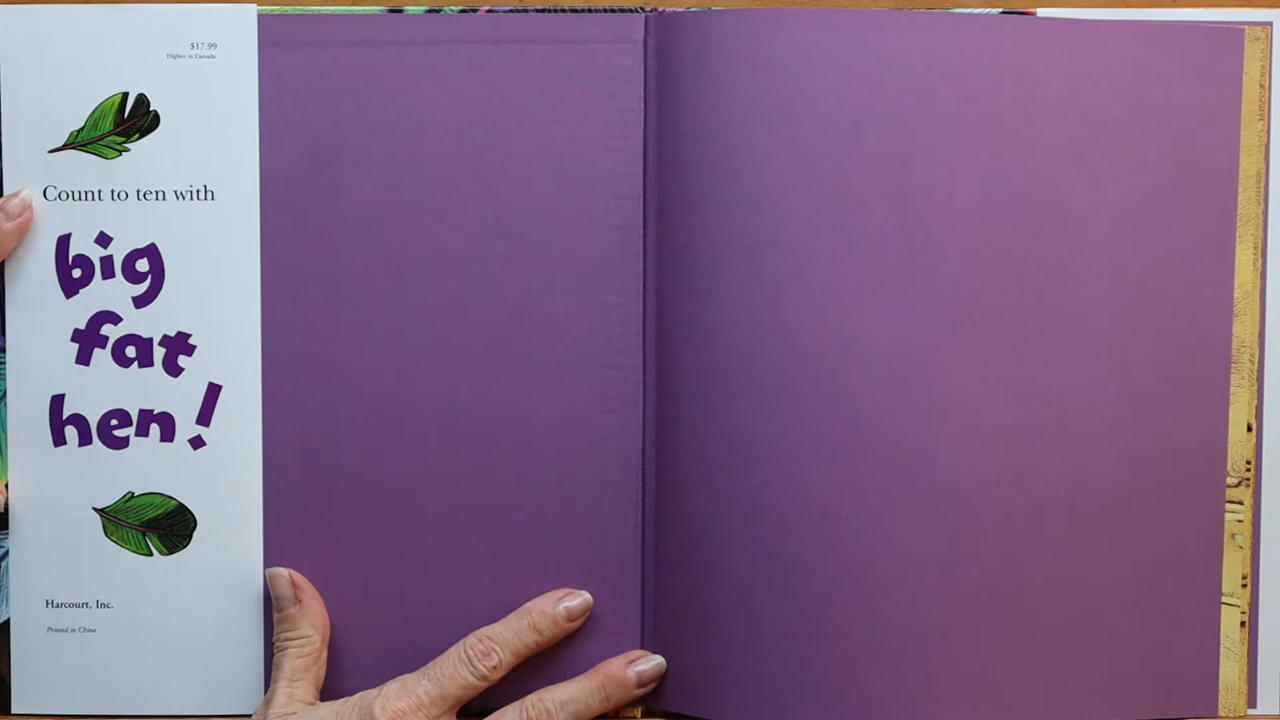 $17.99
Higher in Canada
Count to ten with
big
fat
hen!
Harcourt, Inc.
Printed in China